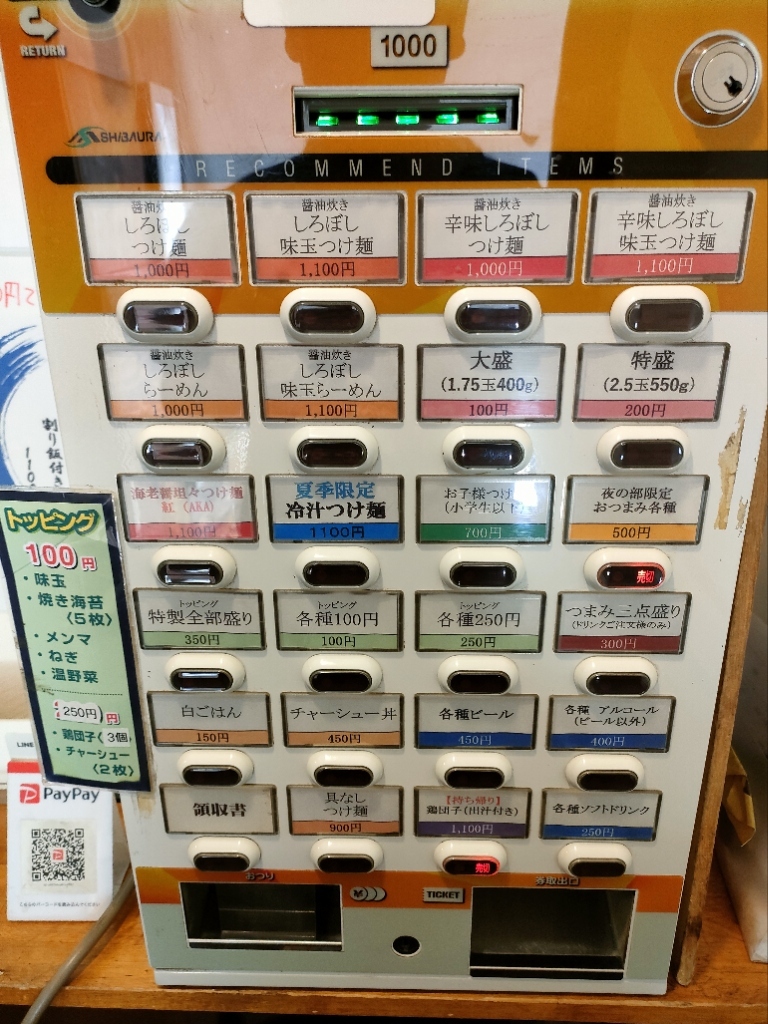 RETURN
1000
SHIBAURA
RECOMMEND ITEMS
醤油炊き
しろぼし
つけ麺
1,000円
醤油炊き
しろぼし
味玉つけ麺
1,100円
醤油炊き
辛味しろぼし
つけ麺
1,000円
醤油炊き
辛味しろぼし
味玉つけ麺
1,100円
醤油炊き
しろぼし
らーめん
1,000円
醤油炊き
しろぼし
味玉らーめん
1,100円
大盛
(1.75玉400g)
100円
特盛
(2.5玉550g)
200円
海老醤坦々つけ麺
紅（AKA）
1,100円
夏季限定
冷汁つけ麺
1100円
お子様つけ
(小学生以下
700円
夜の部限定
おつまみ各種
500円
売切
トッピング
特製全部盛り
350円
トッピング
各種100円
100円
トッピング
各種250円
250円
つまみ三点盛り
(ドリンクご注文様のみ)
300円
白ごはん
150円
チャーシュー丼
450円
各種ビール
450円
各種 アルコール
(ビール以外)
400円
領収書
具なし
つけ麺
900円
【持ち帰り】
鶏団子(出汁付き)
1,100円
売切
各種ソフトドリンク
250円
おつり
TICKET
券取出口
割り飯付き
110
トッピング
100円
・味玉
・焼き海苔
〈5枚〉
・メンマ
・ねぎ
・温野菜
250円 円
・鶏団子〈3個〉
・チャーシュー
〈2枚〉
LINE
PayPay